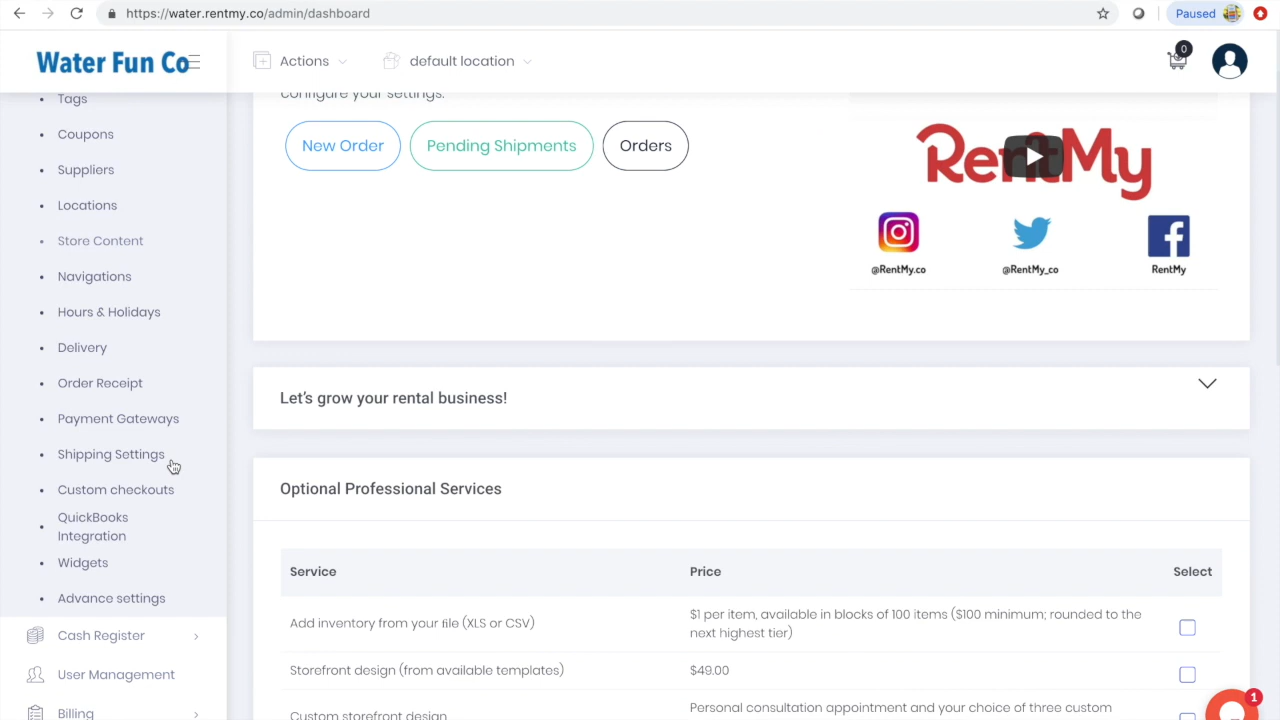 https://water.rentmy.co/admin/dashboard
Paused
Water Fun Co
Actions
default location
0
Tags
Coupons
Suppliers
Locations
Store Content
Navigations
Hours & Holidays
Delivery
Order Receipt
Payment Gateways
Shipping Settings
Custom checkouts
QuickBooks
Integration
Widgets
Advance settings
Cash Register
User Management
Billing
configure your settings.
New Order
Pending Shipments
Orders
RentMy
@RentMy.co
@RentMy_co
RentMy
Let's grow your rental business!
Optional Professional Services
Service
Price
Select
Add inventory from your file (XLS or CSV)
$1 per item, available in blocks of 100 items ($100 minimum; rounded to the
next highest tier)
Storefront design (from available templates)
$49.00
Custom storefront design
Personal consultation appointment and your choice of three custom
1